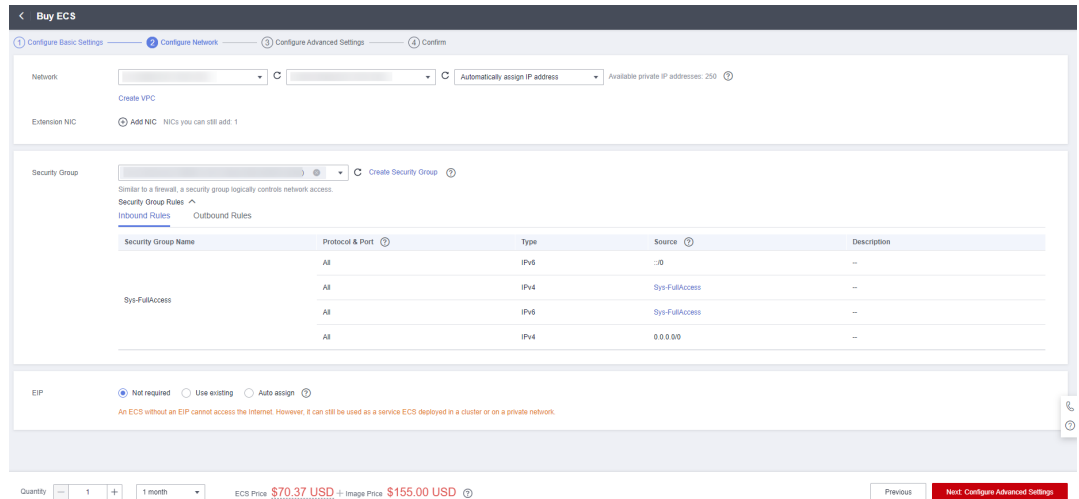 Buy ECS
1 Configure Basic Settings 2 Configure Network 3 Configure Advanced Settings 4 Confirm
Network Automatically assign IP address Available private IP addresses: 250 ?
Create VPC
Extension NIC Add NIC NICs you can still add: 1
Security Group ) Create Security Group ?
Similar to a firewall, a security group logically controls network access.
Security Group Rules
Inbound Rules Outbound Rules
Security Group Name Protocol & Port ? Type Source ? Description
All IPv6 ::/0 --
All IPv4 Sys-FullAccess --
Sys-FullAccess
All IPv6 Sys-FullAccess --
All IPv4 0.0.0.0/0 --
EIP Not required Use existing Auto assign ?
An ECS without an EIP cannot access the Internet. However, it can still be used as a service ECS deployed in a cluster or on a private network.
?
Quantity — 1 + 1 month ECS Price $70.37 USD + Image Price $155.00 USD ? Previous Next: Configure Advanced Settings